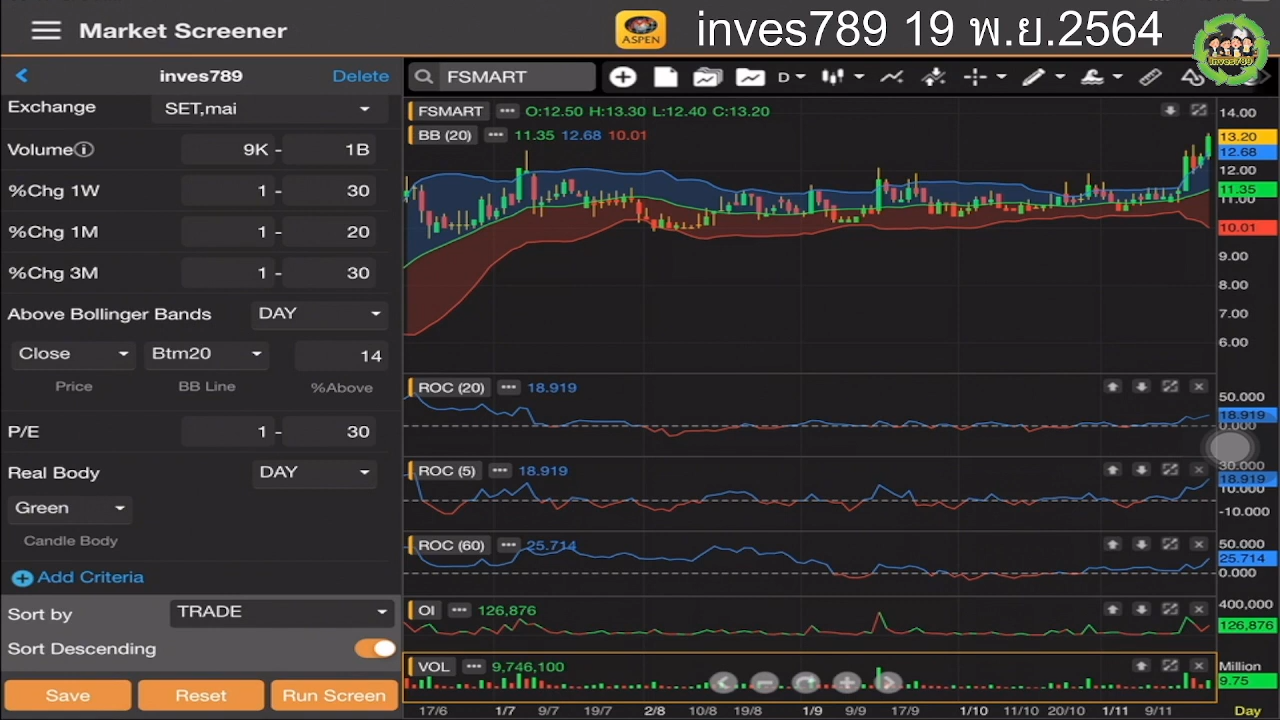 Market Screener
ASPEN
inves789 19 พ.ย.2564
inves789
inves789 Delete
Exchange SET,mai
Volume 9K - 1B
%Chg 1W 1 - 30
%Chg 1M 1 - 20
%Chg 3M 1 - 30
Above Bollinger Bands DAY
Close Btm20 14
Price BB Line %Above
P/E 1 - 30
Real Body DAY
Green
Candle Body
Add Criteria
Sort by TRADE
Sort Descending
Save Reset Run Screen
FSMART D
FSMART O:12.50 H:13.30 L:12.40 C:13.20
BB (20) 11.35 12.68 10.01
14.00
13.20
12.68
12.00
11.35
11.00
10.01
9.00
8.00
7.00
6.00
ROC (20) 18.919
50.000
18.919
0.000
ROC (5) 18.919
30.000
18.919
10.000
-10.000
ROC (60) 25.714
50.000
25.714
0.000
OI 126,876
400,000
126,876
VOL 9,746,100
Million
9.75
17/6 1/7 9/7 19/7 2/8 10/8 19/8 1/9 9/9 17/9 1/10 11/10 20/10 1/11 9/11 Day